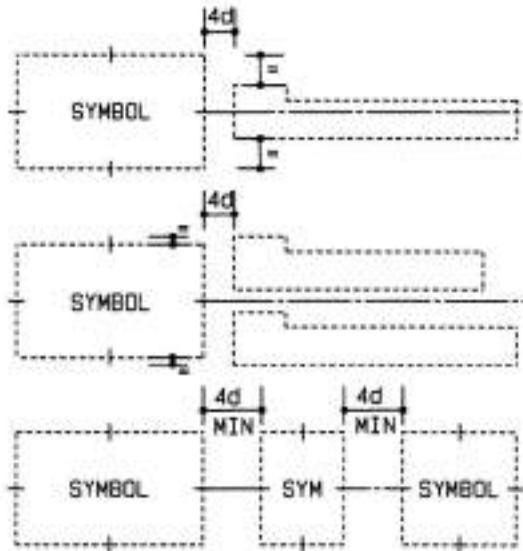 4d
=
SYMBOL
=
4d
=
SYMBOL
=
4d 4d
MIN MIN
SYMBOL SYM SYMBOL